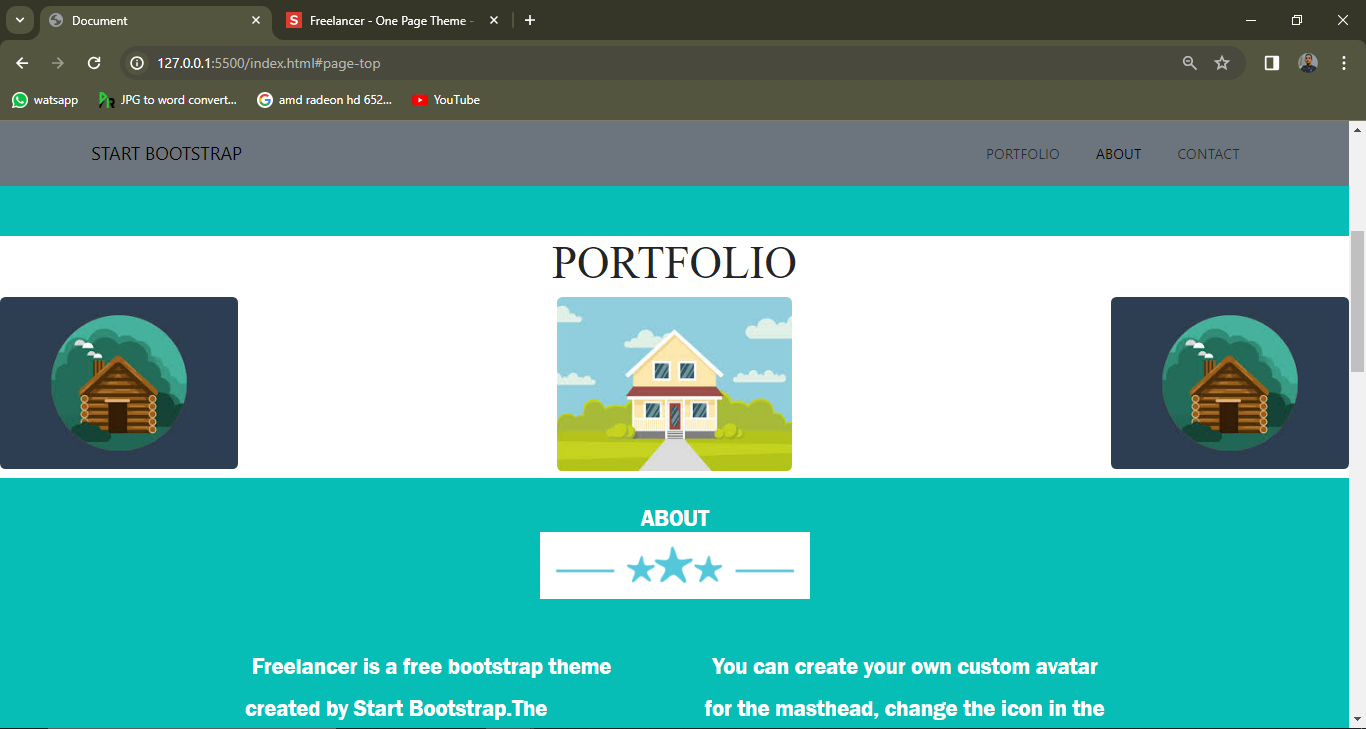 Document
Freelancer - One Page Theme -
127.0.0.1:5500/index.html#page-top
watsapp JPG to word convert... amd radeon hd 652... YouTube
START BOOTSTRAP PORTFOLIO ABOUT CONTACT
PORTFOLIO
ABOUT
Freelancer is a free bootstrap theme
created by Start Bootstrap.The
You can create your own custom avatar
for the masthead, change the icon in the